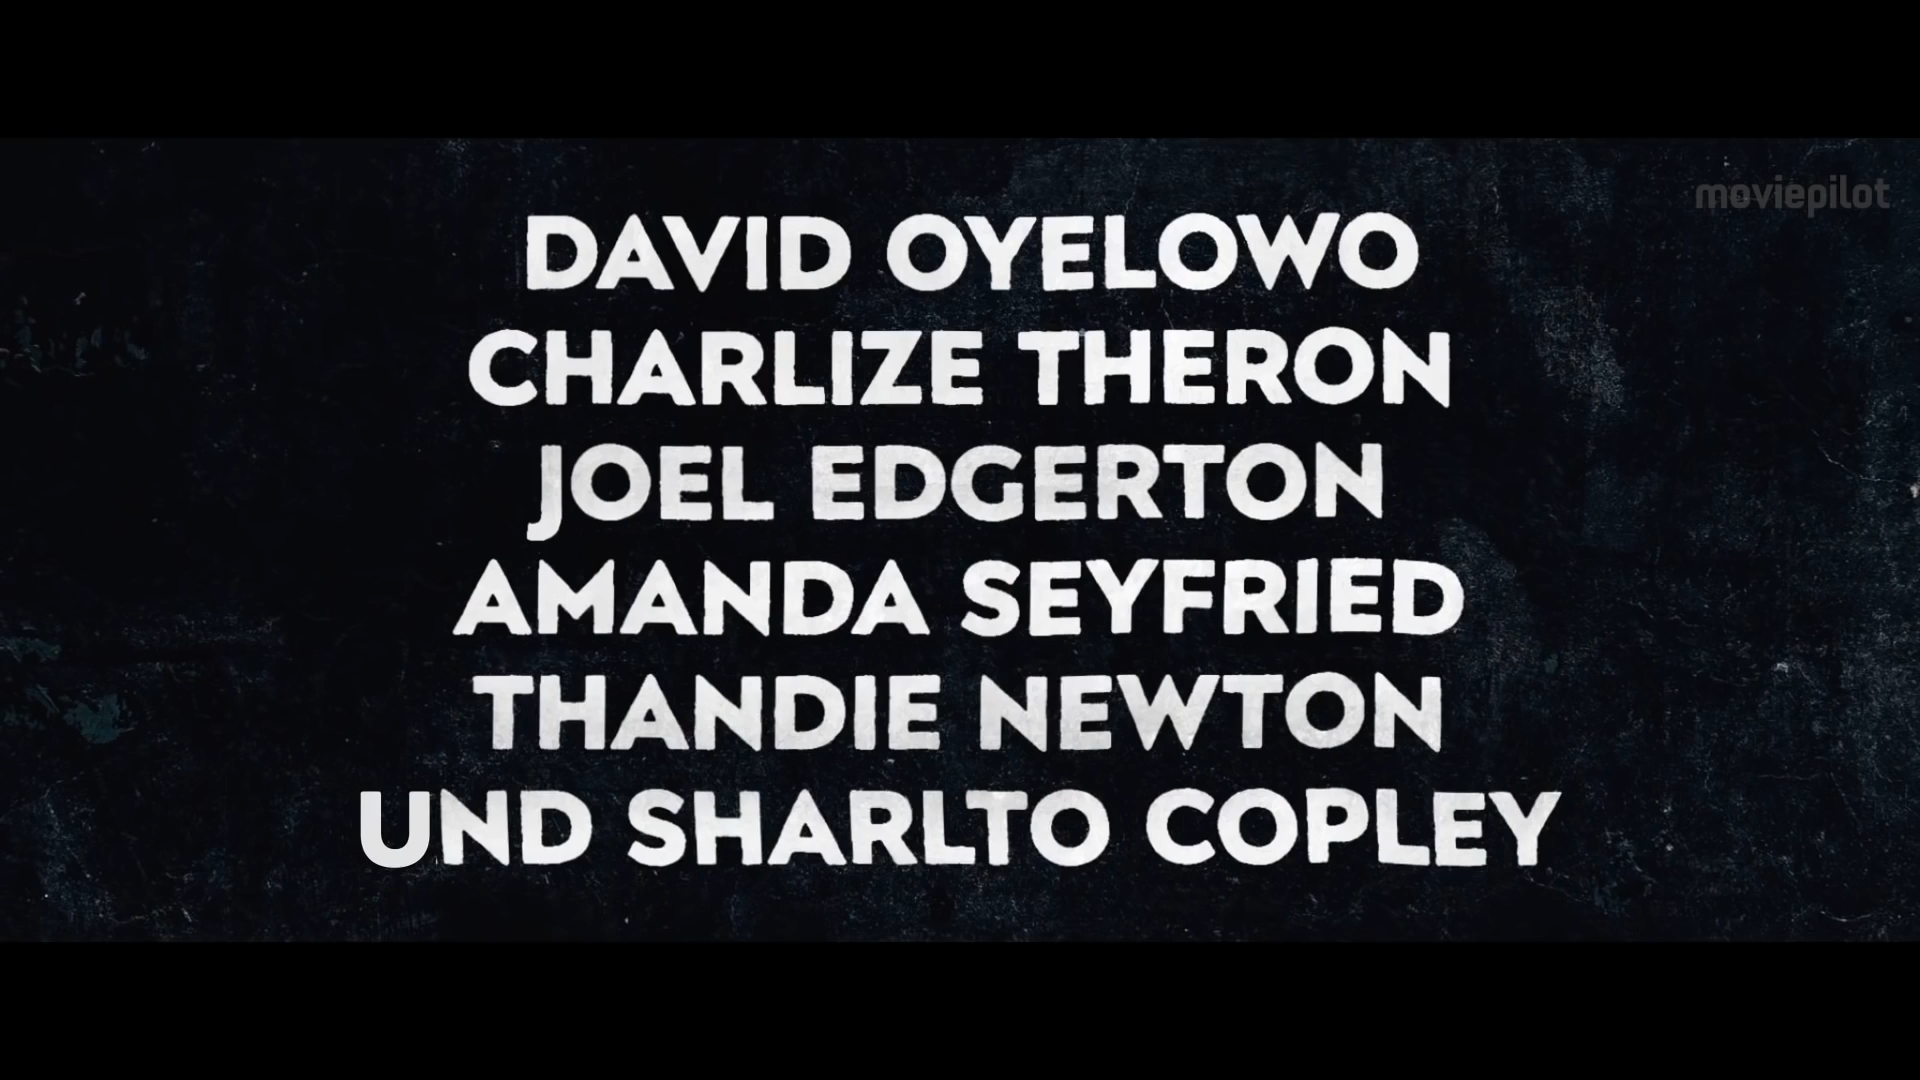 moviepilot
DAVID OYELOWO
CHARLIZE THERON
JOEL EDGERTON
AMANDA SEYFRIED
THANDIE NEWTON
UND SHARLTO COPLEY